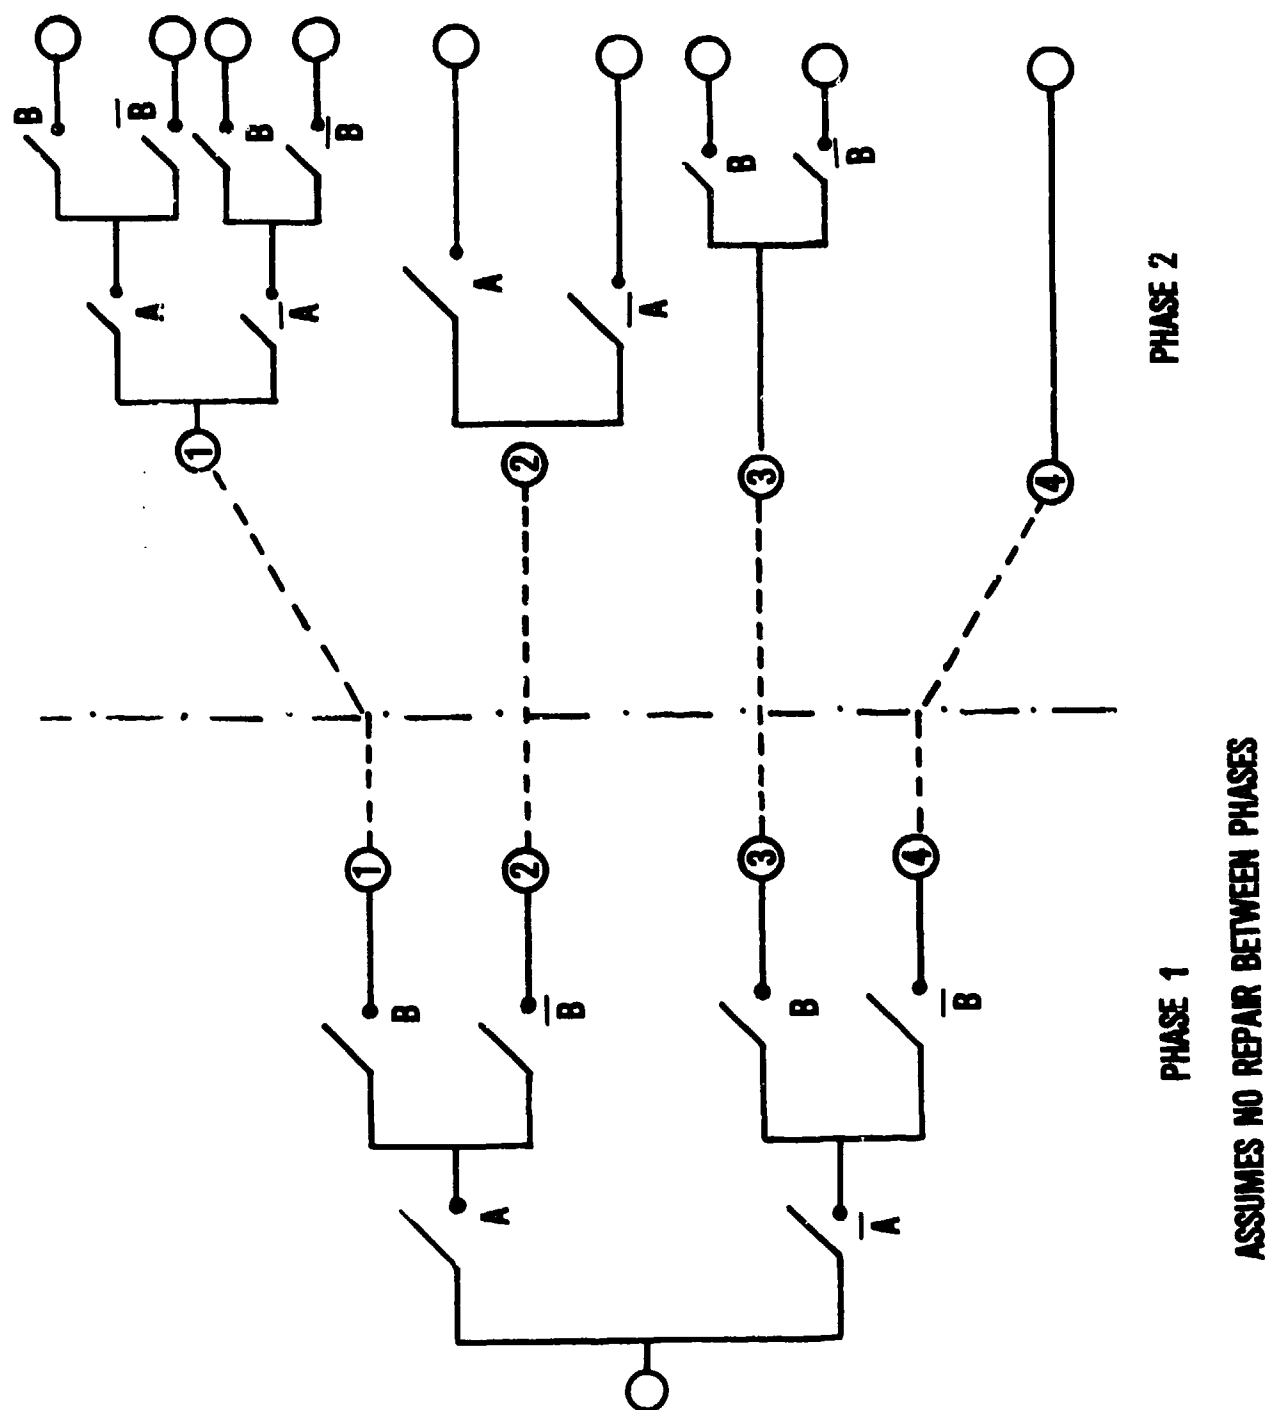 B
B̅
B
B̅
A
A̅
A
A̅
B
B̅
1
2
3
4
PHASE 2
1
2
3
4
B
B̅
B
B̅
A
A̅
PHASE 1
ASSUMES NO REPAIR BETWEEN PHASES